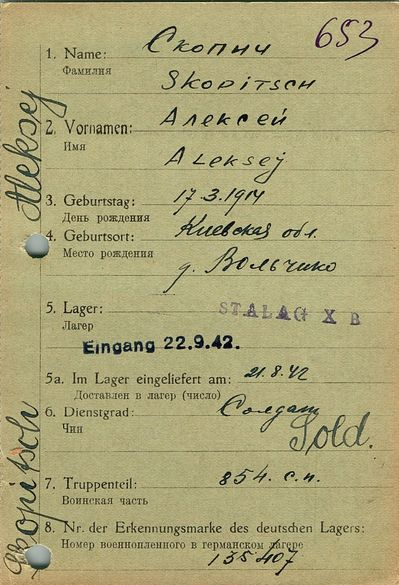 653
1. Name: Скопич
Фамилия
Skopitsch
2. Vornamen: Алексей
Имя
Aleksej
3. Geburtstag: 17.3.1914
День рождения
4. Geburtsort: Киевская обл.
Место рождения
д. Вольчико
5. Lager: STALAG X B
Лагер
Eingang 22.9.42.
5a. Im Lager eingeliefert am: 21.8.42
Доставлен в лагер (число)
6. Dienstgrad: Солдат
Чин
Sold.
7. Truppenteil: 854. с.п.
Воинская часть
8. Nr. der Erkennungsmarke des deutschen Lagers:
Номер военнопленного в германском лагере
135407
Skopitsch Aleksej